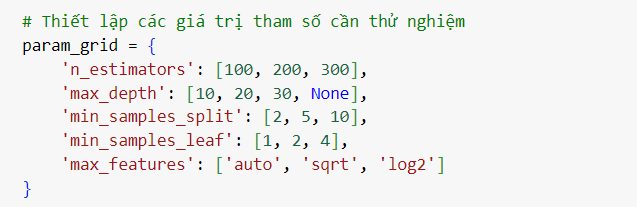 # Thiết lập các giá trị tham số cần thử nghiệm
param_grid = {
    'n_estimators': [100, 200, 300],
    'max_depth': [10, 20, 30, None],
    'min_samples_split': [2, 5, 10],
    'min_samples_leaf': [1, 2, 4],
    'max_features': ['auto', 'sqrt', 'log2']
}